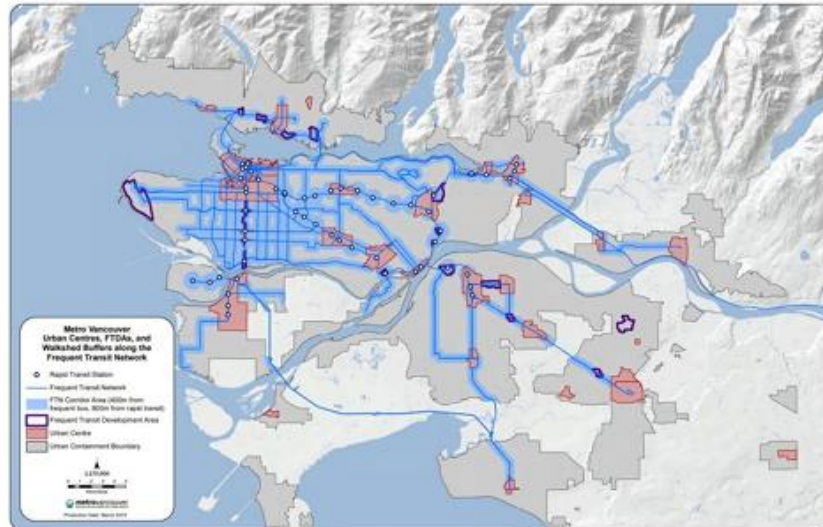 Metro Vancouver
Urban Centres, FTDAs, and
Walkshed Buffers along the
Frequent Transit Network
Rapid Transit Station
Frequent Transit Network
FTN Corridor Area (400m from
frequent bus, 800m from rapid transit)
Frequent Transit Development Area
Urban Centre
Urban Containment Boundary
metrovancouver